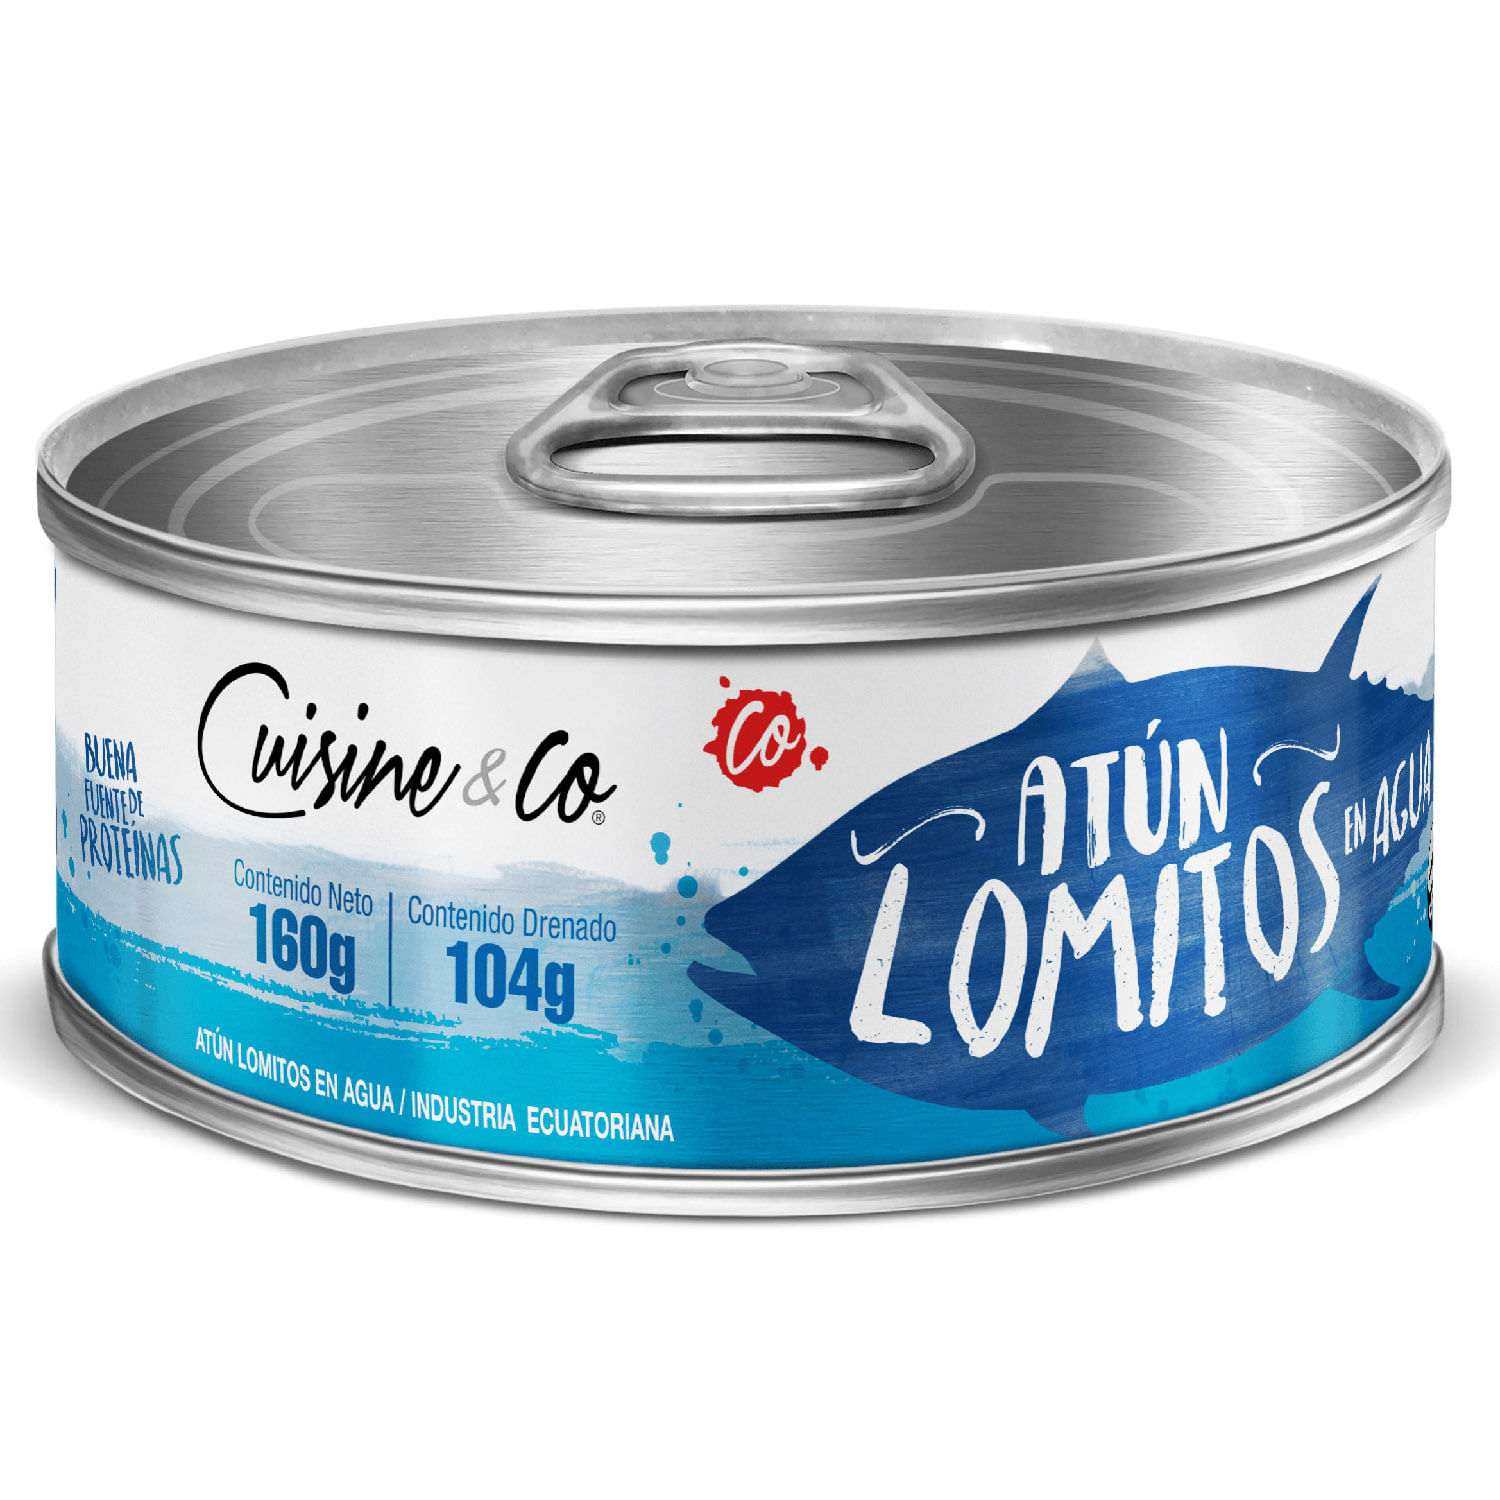 BUENA
FUENTE DE
PROTEÍNAS
Cuisine & Co®
Contenido Neto
160g
Contenido Drenado
104g
ATÚN LOMITOS EN AGUA / INDUSTRIA ECUATORIANA
Co
ATÚN
LOMITOS
EN AGUA